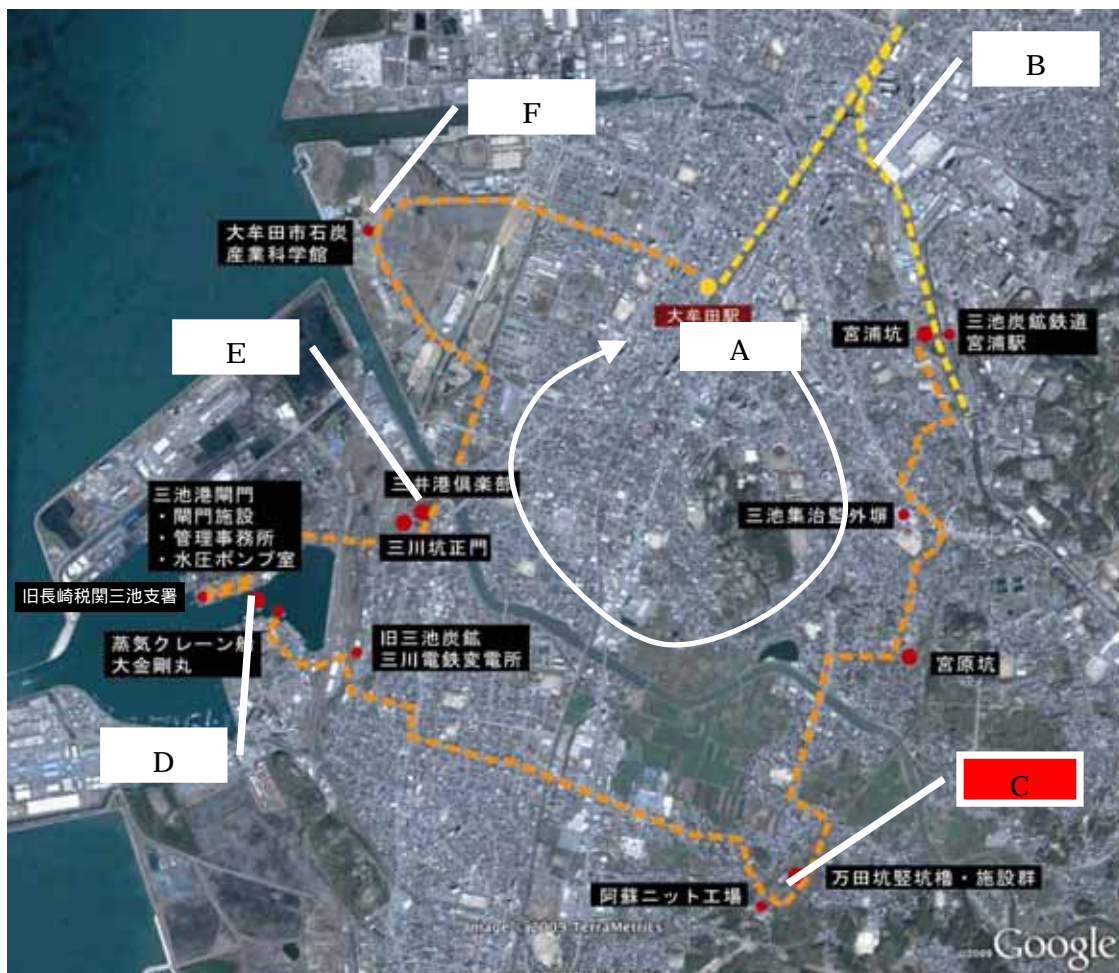 B
F
大牟田市石炭
産業科学館
大牟田駅
A
宮浦坑
三池炭鉱鉄道
宮浦駅
E
三井港倶楽部
三川坑正門
三池港閘門
・閘門施設
・管理事務所
・水圧ポンプ室
旧長崎税関三池支署
三池集治監外塀
蒸気クレーン船
大金剛丸
旧三池炭鉱
三川電鉄変電所
宮原坑
D
C
阿蘇ニット工場
万田坑竪坑櫓・施設群
Image © 2009 TerraMetrics
©2009 Google